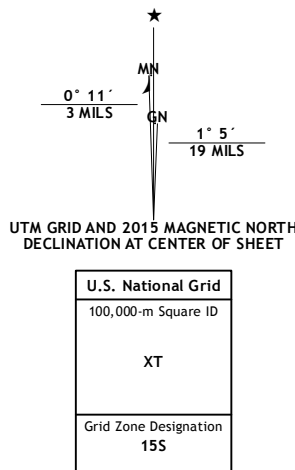 ★
MN
0° 11´
3 MILS
GN
1° 5´
19 MILS
UTM GRID AND 2015 MAGNETIC NORTH
DECLINATION AT CENTER OF SHEET
U.S. National Grid
100,000-m Square ID
XT
Grid Zone Designation
15S